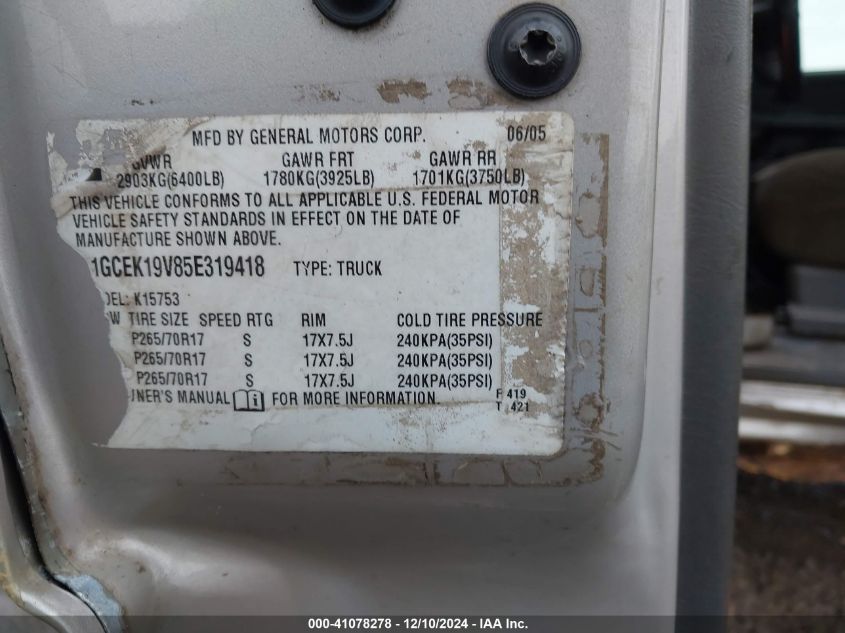 MFD BY GENERAL MOTORS CORP. 06/05
GVWR GAWR FRT GAWR RR
2903KG(6400LB) 1780KG(3925LB) 1701KG(3750LB)
THIS VEHICLE CONFORMS TO ALL APPLICABLE U.S. FEDERAL MOTOR
VEHICLE SAFETY STANDARDS IN EFFECT ON THE DATE OF
MANUFACTURE SHOWN ABOVE.
1GCEK19V85E319418 TYPE: TRUCK
DEL: K15753
W TIRE SIZE SPEED RTG RIM COLD TIRE PRESSURE
P265/70R17 S 17X7.5J 240KPA(35PSI)
P265/70R17 S 17X7.5J 240KPA(35PSI)
P265/70R17 S 17X7.5J 240KPA(35PSI)
NER'S MANUAL FOR MORE INFORMATION. F 419
T 421
000-41078278 - 12/10/2024 - IAA Inc.